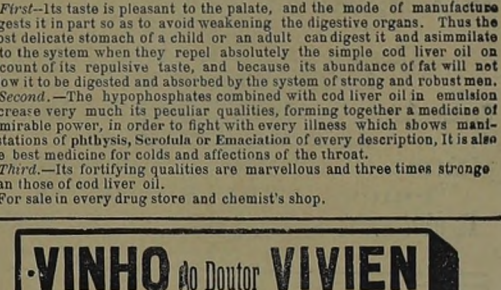 First—Its taste is pleasant to the palate, and the mode of manufacture
gests it in part so as to avoid weakening the digestive organs. Thus the
ost delicate stomach of a child or an adult can digest it and asimmilate
to the system when they repel absolutely the simple cod liver oil on
count of its repulsive taste, and because its abundance of fat will not
ow it to be digested and absorbed by the system of strong and robust men.
Second.—The hypophosphates combined with cod liver oil in emulsion
crease very much its peculiar qualities, forming together a medicine of
mirable power, in order to fight with every illness which shows mani-
stations of phthysis, Scrofula or Emaciation of every description, It is also
e best medicine for colds and affections of the throat.
Third.—Its fortifying qualities are marvellous and three times stronge
an those of cod liver oil.
For sale in every drug store and chemist's shop.
VINHO do Doutor VIVIEN